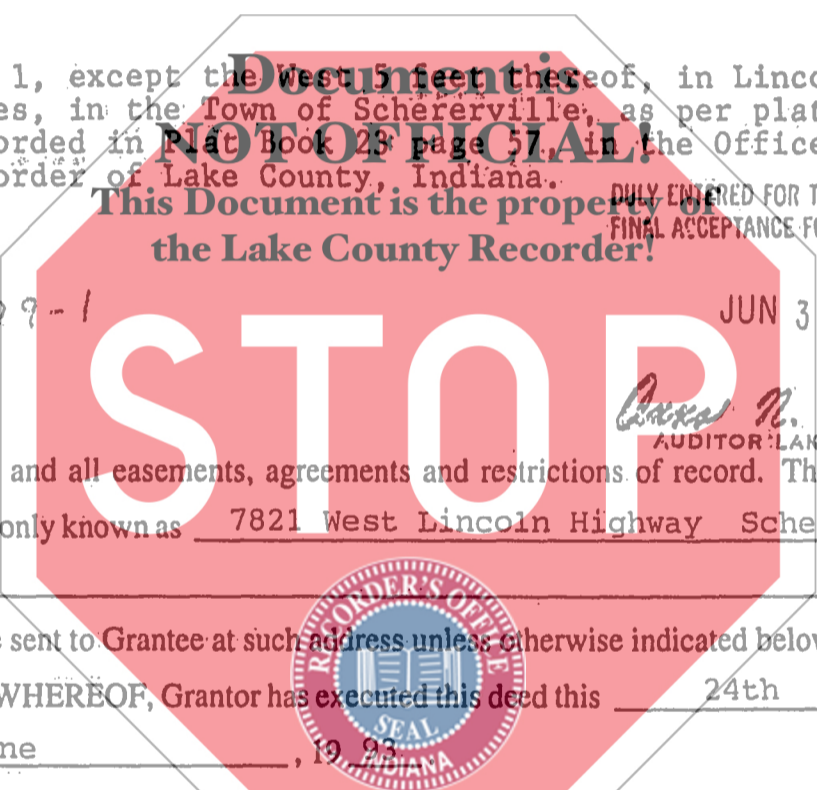 1, except the West 5 feet thereof, in Linco
es, in the Town of Schererville, as per plat
orded in Plat Book 23 page 57, in the Office
order of Lake County, Indiana.
Document is
NOT OFFICIAL!
This Document is the property of
the Lake County Recorder!
DULY ENTERED FOR T
FINAL ACCEPTANCE FO
9-1
JUN 3
STOP
N.
AUDITOR LAK
and all easements, agreements and restrictions of record. Th
only known as 7821 West Lincoln Highway Sche
e sent to Grantee at such address unless otherwise indicated below
WHEREOF, Grantor has executed this deed this 24th
ne , 19 93
RECORDER'S OFFICE
SEAL
INDIANA